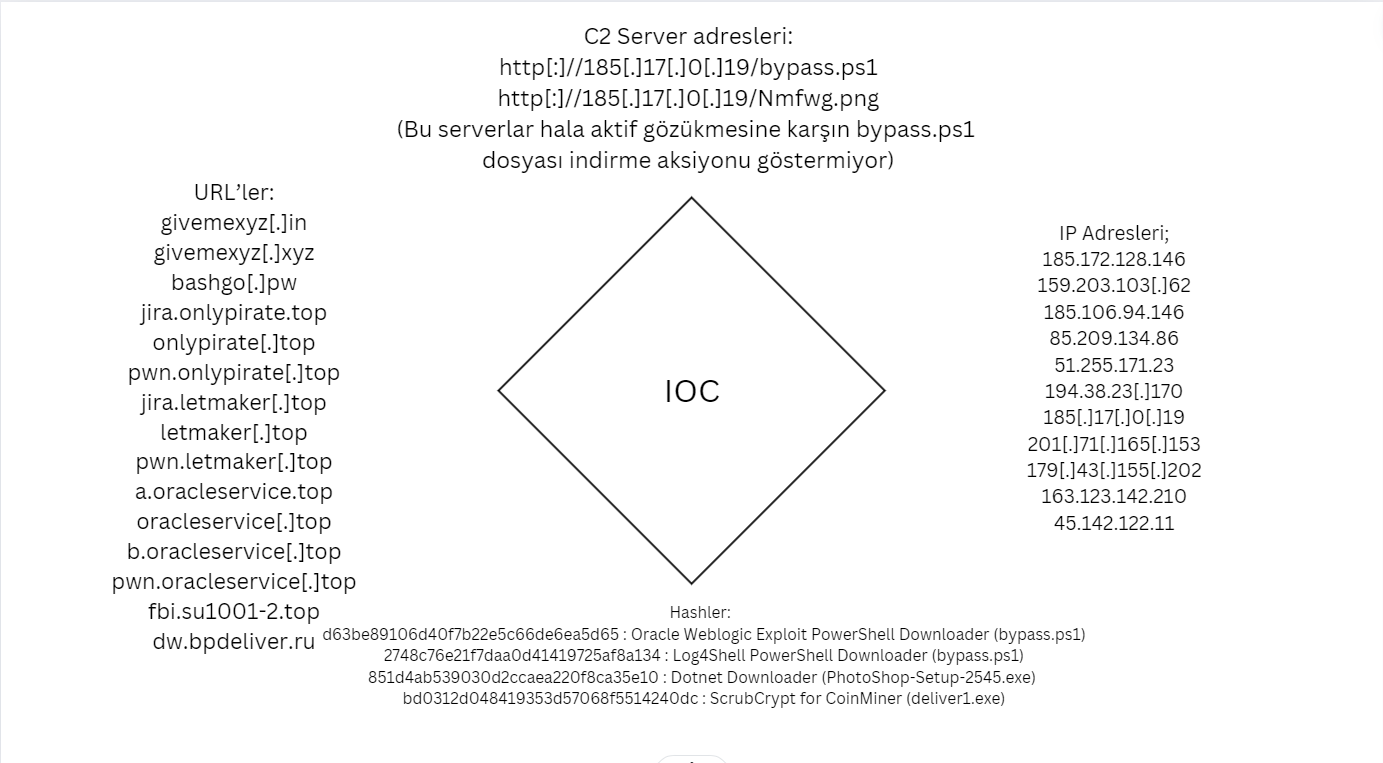 C2 Server adresleri:
http[:]//185[.]17[.]0[.]19/bypass.ps1
http[:]//185[.]17[.]0[.]19/Nmfwg.png
(Bu serverlar hala aktif gözükmesine karşın bypass.ps1
dosyası indirme aksiyonu göstermiyor)
URL’ler:
givemexyz[.]in
givemexyz[.]xyz
bashgo[.]pw
jira.onlypirate.top
onlypirate[.]top
pwn.onlypirate[.]top
jira.letmaker[.]top
letmaker[.]top
pwn.letmaker[.]top
a.oracleservice.top
oracleservice[.]top
b.oracleservice[.]top
pwn.oracleservice[.]top
fbi.su1001-2.top
dw.bpdeliver.ru
IOC
IP Adresleri;
185.172.128.146
159.203.103[.]62
185.106.94.146
85.209.134.86
51.255.171.23
194.38.23[.]170
185[.]17[.]0[.]19
201[.]71[.]165[.]153
179[.]43[.]155[.]202
163.123.142.210
45.142.122.11
Hashler:
d63be89106d40f7b22e5c66de6ea5d65 : Oracle Weblogic Exploit PowerShell Downloader (bypass.ps1)
2748c76e21f7daa0d41419725af8a134 : Log4Shell PowerShell Downloader (bypass.ps1)
851d4ab539030d2ccaea220f8ca35e10 : Dotnet Downloader (PhotoShop-Setup-2545.exe)
bd0312d048419353d57068f5514240dc : ScrubCrypt for CoinMiner (deliver1.exe)